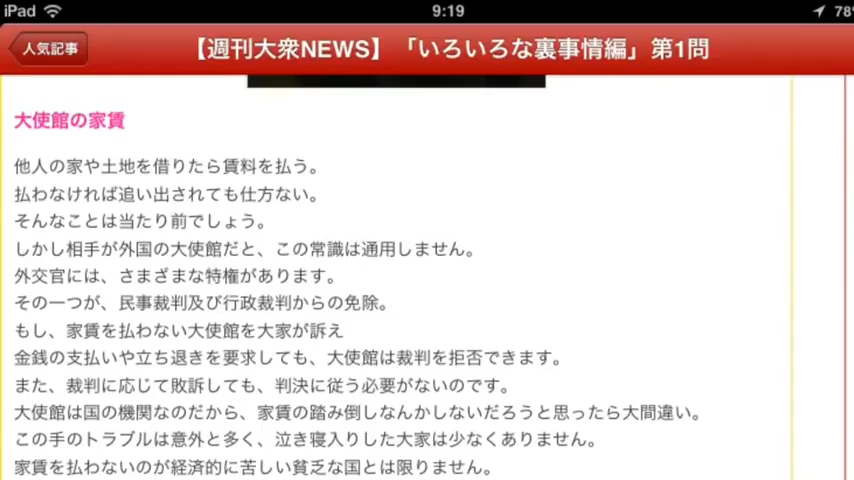 iPad
9:19
78%
人気記事
【週刊大衆NEWS】「いろいろな裏事情編」第1問
大使館の家賃
他人の家や土地を借りたら賃料を払う。
払わなければ追い出されても仕方ない。
そんなことは当たり前でしょう。
しかし相手が外国の大使館だと、この常識は通用しません。
外交官には、さまざまな特権があります。
その一つが、民事裁判及び行政裁判からの免除。
もし、家賃を払わない大使館を大家が訴え
金銭の支払いや立ち退きを要求しても、大使館は裁判を拒否できます。
また、裁判に応じて敗訴しても、判決に従う必要がないのです。
大使館は国の機関なのだから、家賃の踏み倒しなんかしないだろうと思ったら大間違い。
この手のトラブルは意外と多く、泣き寝入りした大家は少なくありません。
家賃を払わないのが経済的に苦しい貧乏な国とは限りません。